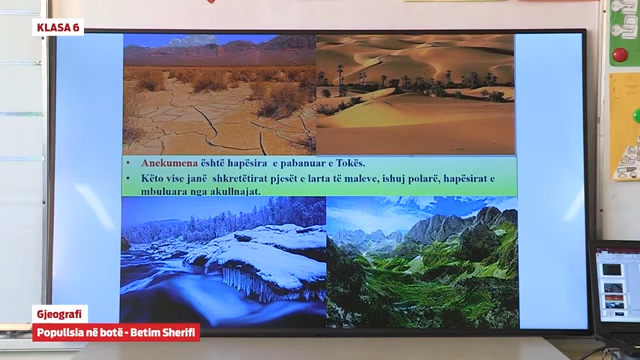 KLASA 6
• Anekumena është hapësira e pabanuar e Tokës.
• Këto vise janë shkretëtirat pjesët e larta të maleve, ishuj polarë, hapësirat e
mbuluara nga akullnajat.
Gjeografi
Popullsia në botë - Betim Sherifi